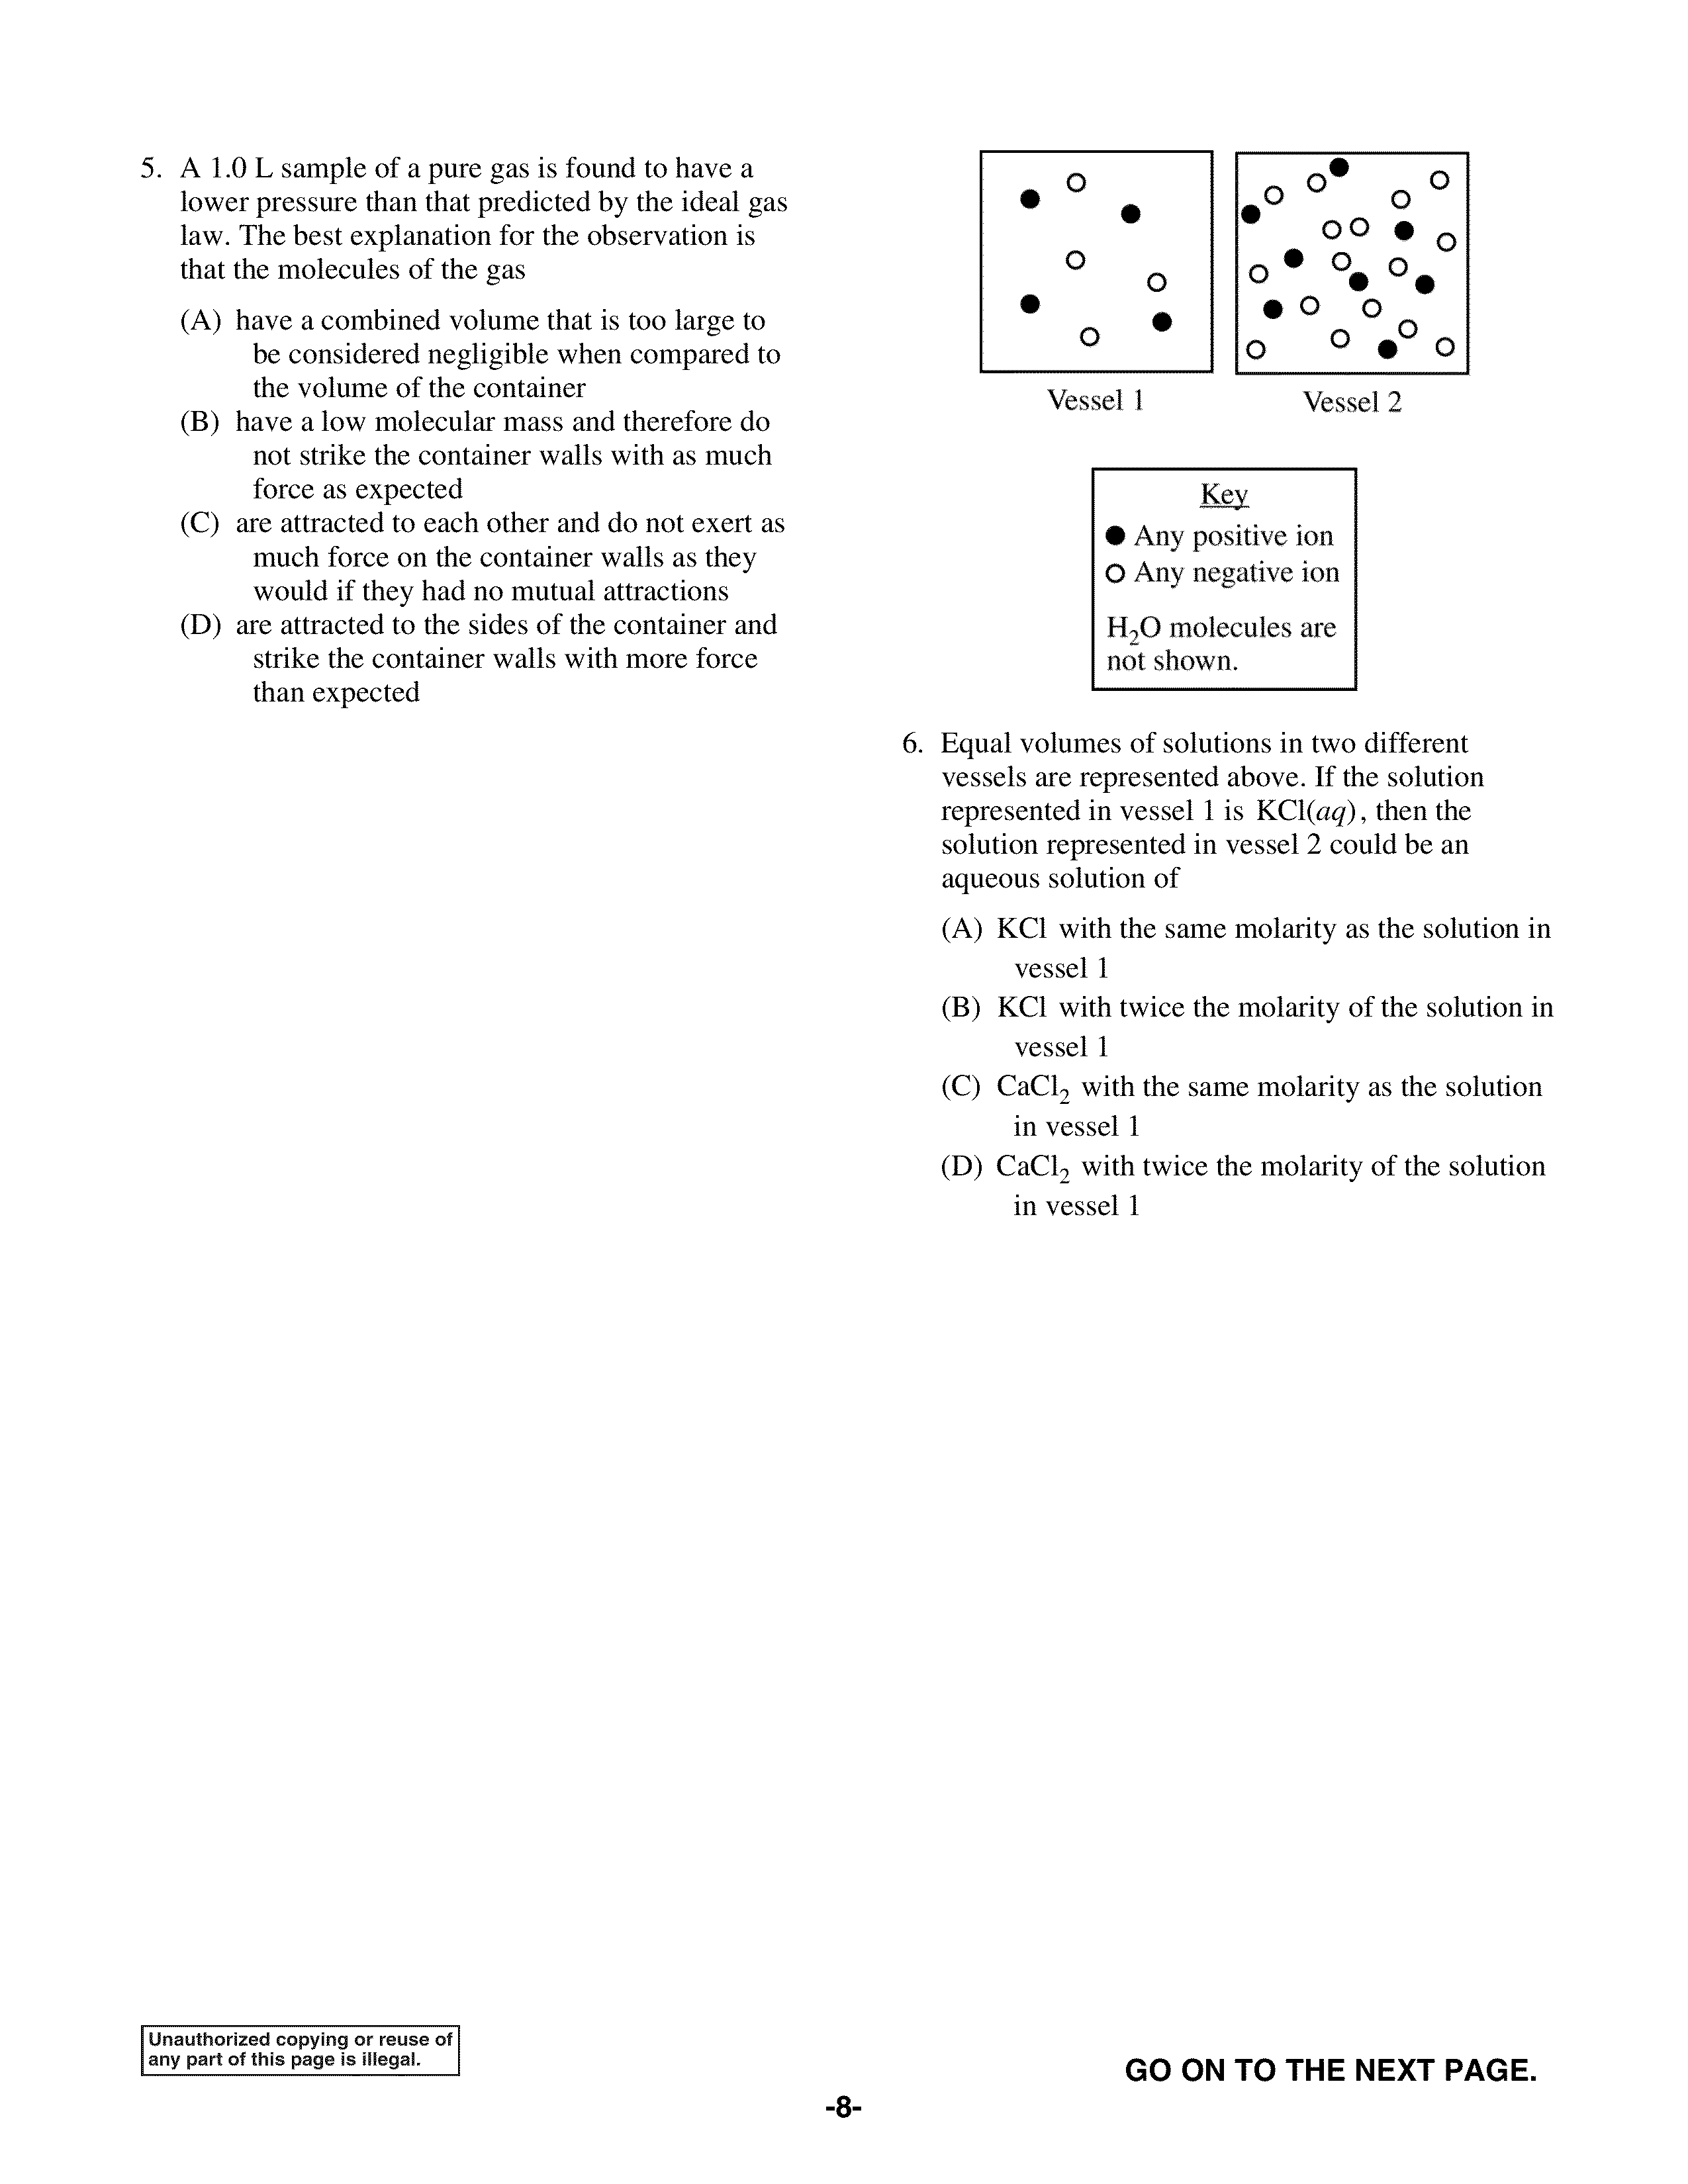 5. A 1.0 L sample of a pure gas is found to have a
lower pressure than that predicted by the ideal gas
law. The best explanation for the observation is
that the molecules of the gas
(A) have a combined volume that is too large to
be considered negligible when compared to
the volume of the container
(B) have a low molecular mass and therefore do
not strike the container walls with as much
force as expected
(C) are attracted to each other and do not exert as
much force on the container walls as they
would if they had no mutual attractions
(D) are attracted to the sides of the container and
strike the container walls with more force
than expected
Vessel 1
Vessel 2
Key
Any positive ion
Any negative ion
H₂O molecules are
not shown.
6. Equal volumes of solutions in two different
vessels are represented above. If the solution
represented in vessel 1 is KCl(aq), then the
solution represented in vessel 2 could be an
aqueous solution of
(A) KCl with the same molarity as the solution in
vessel 1
(B) KCl with twice the molarity of the solution in
vessel 1
(C) CaCl₂ with the same molarity as the solution
in vessel 1
(D) CaCl₂ with twice the molarity of the solution
in vessel 1
Unauthorized copying or reuse of
any part of this page is illegal.
GO ON TO THE NEXT PAGE.
-8-